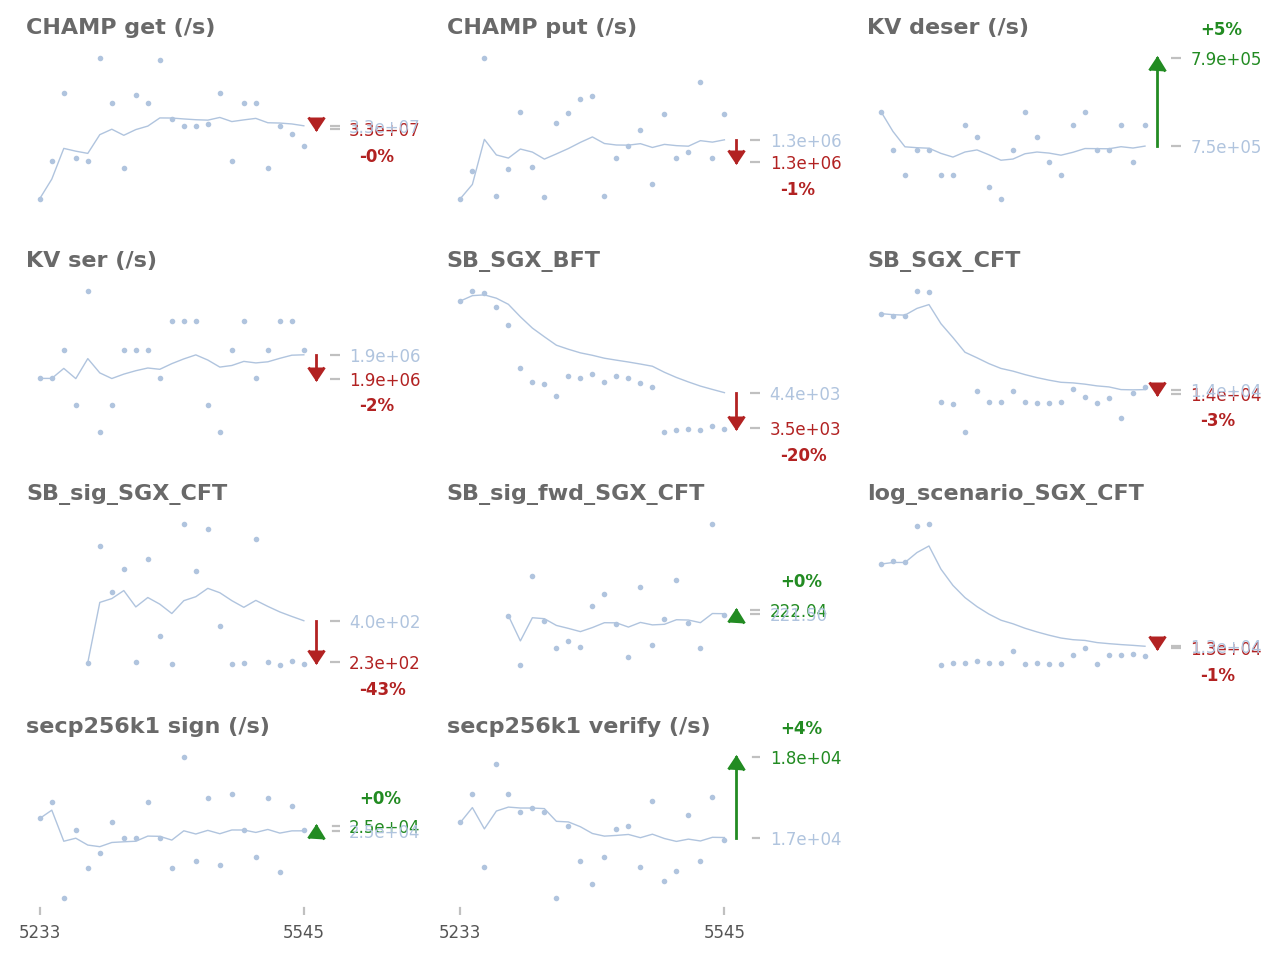 CHAMP get (/s)
3.3e+07
-0%
CHAMP put (/s)
1.3e+06
1.3e+06
-1%
KV deser (/s)
+5%
7.9e+05
7.5e+05
KV ser (/s)
1.9e+06
1.9e+06
-2%
SB_SGX_BFT
4.4e+03
3.5e+03
-20%
SB_SGX_CFT
1.4e+04
-3%
SB_sig_SGX_CFT
4.0e+02
2.3e+02
-43%
SB_sig_fwd_SGX_CFT
+0%
222.04
log_scenario_SGX_CFT
1.3e+04
-1%
secp256k1 sign (/s)
+0%
2.5e+04
secp256k1 verify (/s)
+4%
1.8e+04
1.7e+04
5233
5545
5233
5545